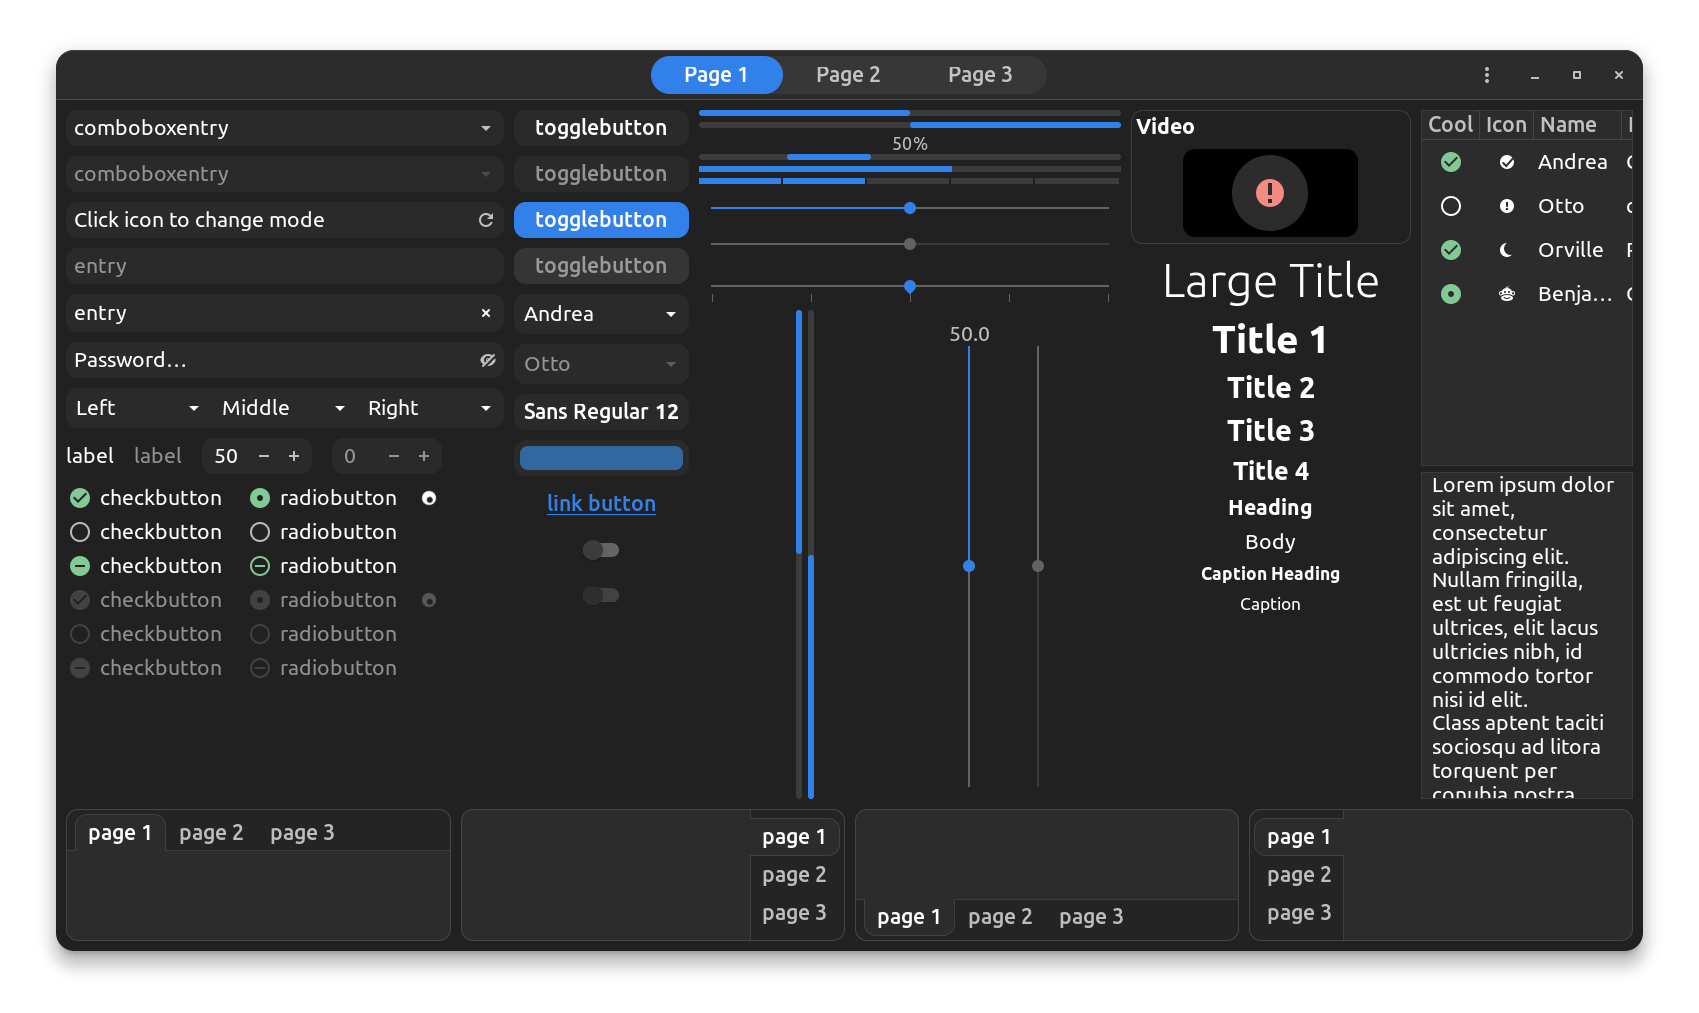 Page 1 Page 2 Page 3
comboboxentry
comboboxentry
Click icon to change mode
entry
entry
Password...
Left Middle Right
label label 50 0
checkbutton radiobutton
checkbutton radiobutton
checkbutton radiobutton
checkbutton radiobutton
checkbutton radiobutton
checkbutton radiobutton
togglebutton
togglebutton
togglebutton
togglebutton
Andrea
Otto
Sans Regular 12
link button
50%
50.0
Video
Large Title
Title 1
Title 2
Title 3
Title 4
Heading
Body
Caption Heading
Caption
Cool Icon Name
Andrea
Otto
Orville
Benja...
Lorem ipsum dolor
sit amet,
consectetur
adipiscing elit.
Nullam fringilla,
est ut feugiat
ultrices, elit lacus
ultricies nibh, id
commodo tortor
nisi id elit.
Class aptent taciti
sociosqu ad litora
torquent per
conubia nostra
page 1 page 2 page 3
page 1
page 2
page 3
page 1 page 2 page 3
page 1
page 2
page 3